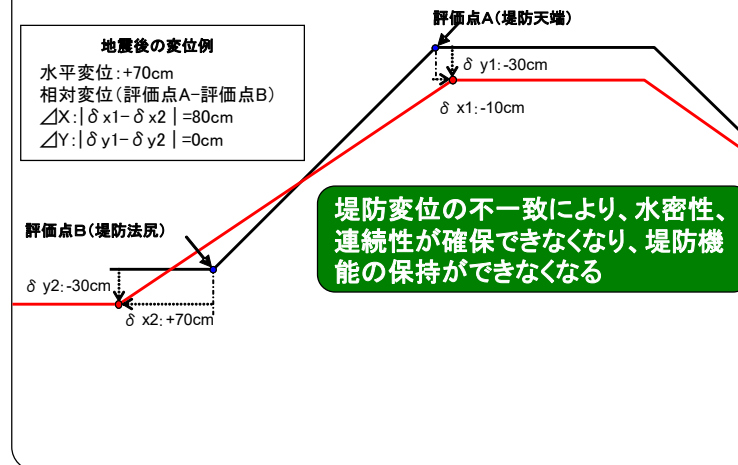 地震後の変位例
水平変位:+70cm
相対変位(評価点A-評価点B)
⊿X:|δx1-δx2|=80cm
⊿Y:|δy1-δy2|=0cm
評価点A(堤防天端)
δy1:-30cm
δx1:-10cm
堤防変位の不一致により、水密性、
連続性が確保できなくなり、堤防機
能の保持ができなくなる
評価点B(堤防法尻)
δy2:-30cm
δx2:+70cm